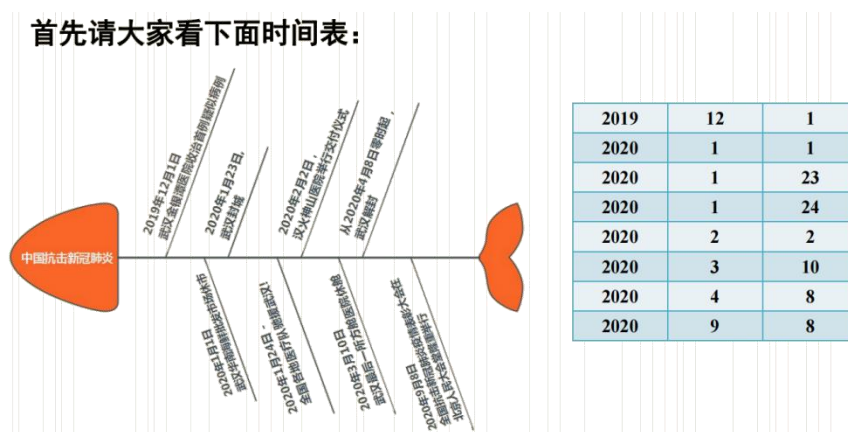 首先请大家看下面时间表：
2019年12月1日
武汉金银潭医院收治首例疑似病例
2020年1月23日,
武汉封城
2020年2月2日,
汉火神山医院举行交付仪式
从2020年4月8日零时起,
武汉解封
中国抗击新冠肺炎
2020年1月1日
武汉华南海鲜批发市场休市
2020年1月24日-
全国各地医疗队驰援武汉!
2020年3月10日
武汉最后一所方舱医院休舱
2020年9月8日
全国抗击新冠肺炎疫情表彰大会在
北京人民大会堂隆重举行
2019 12 1
2020 1 1
2020 1 23
2020 1 24
2020 2 2
2020 3 10
2020 4 8
2020 9 8